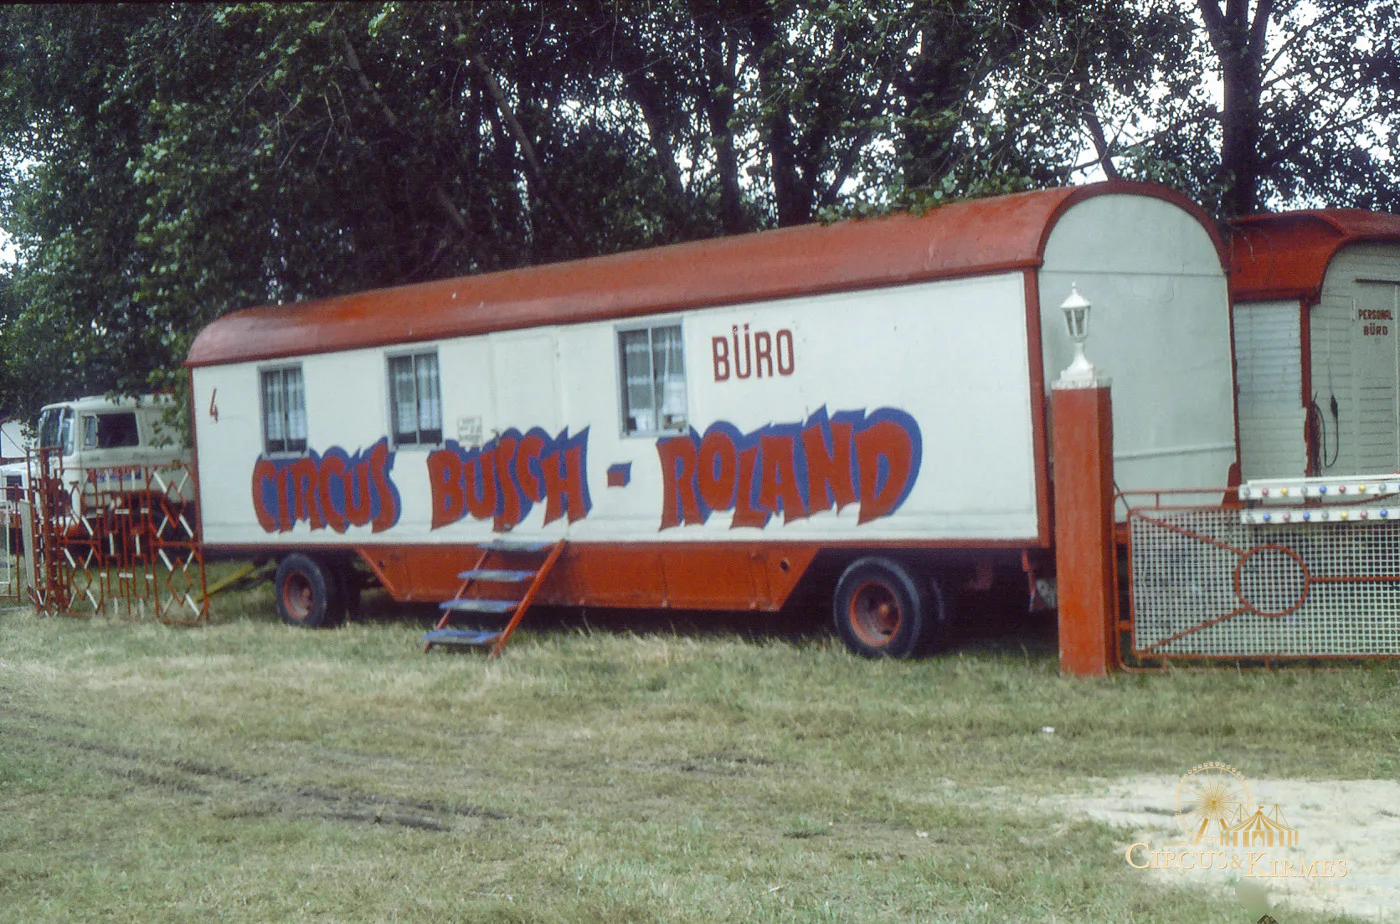 4
BÜRO
CIRCUS BUSCH - ROLAND
PERSONAL
BÜRO
CIRCUS & KIRMES